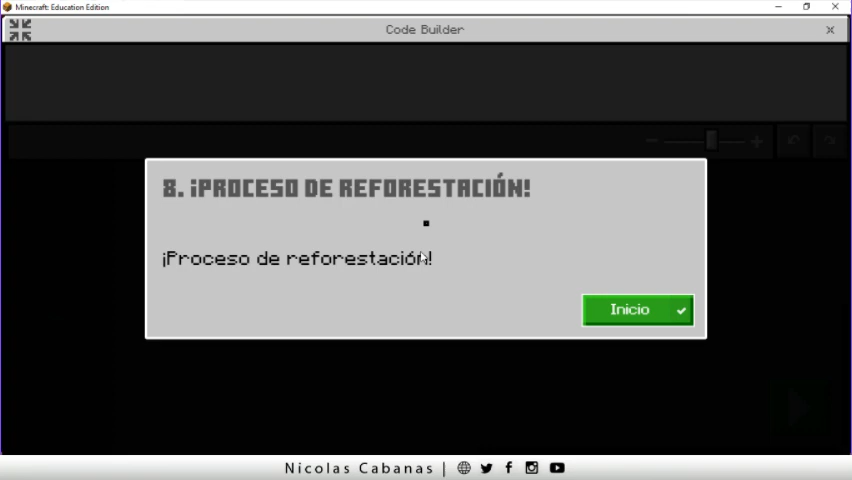 Minecraft: Education Edition
Code Builder
8. ¡PROCESO DE REFORESTACIÓN!
¡Proceso de reforestación!
Inicio
Nicolas Cabanas |